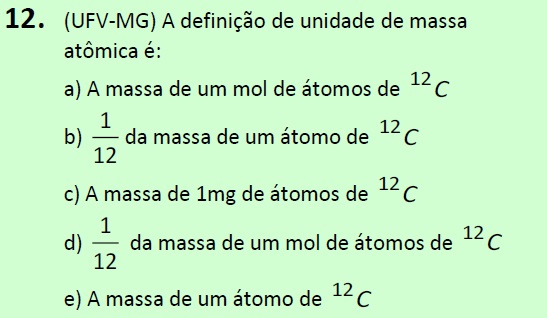 12. (UFV-MG) A definição de unidade de massa
atômica é:
a) A massa de um mol de átomos de ¹²C
b) 1/12 da massa de um átomo de ¹²C
c) A massa de 1mg de átomos de ¹²C
d) 1/12 da massa de um mol de átomos de ¹²C
e) A massa de um átomo de ¹²C